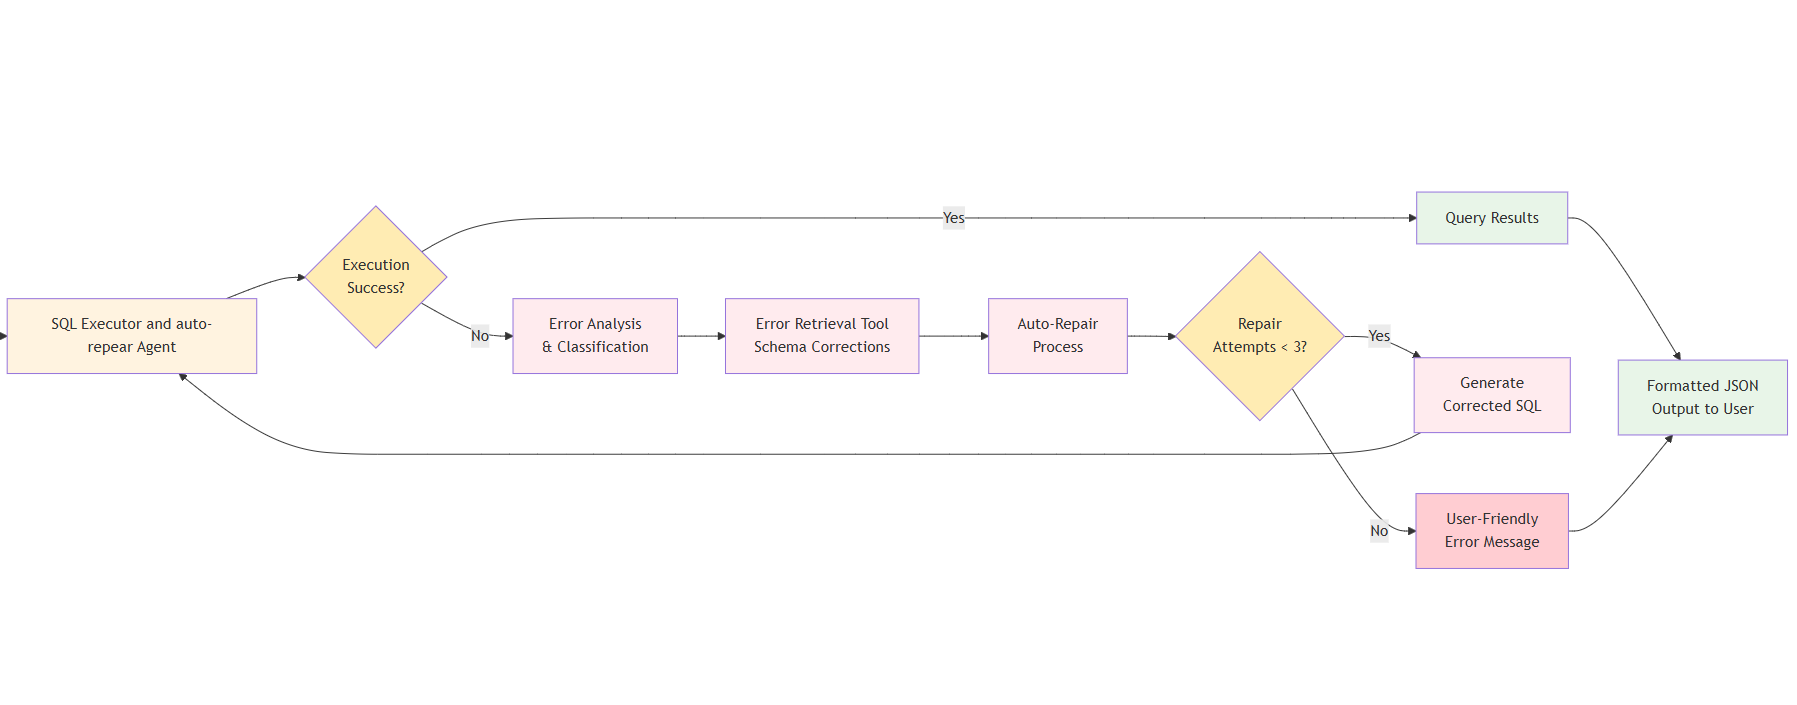 SQL Executor and auto-
repear Agent
Execution
Success?
Yes
No
Error Analysis
& Classification
Error Retrieval Tool
Schema Corrections
Auto-Repair
Process
Repair
Attempts < 3?
Yes
No
Query Results
Generate
Corrected SQL
User-Friendly
Error Message
Formatted JSON
Output to User